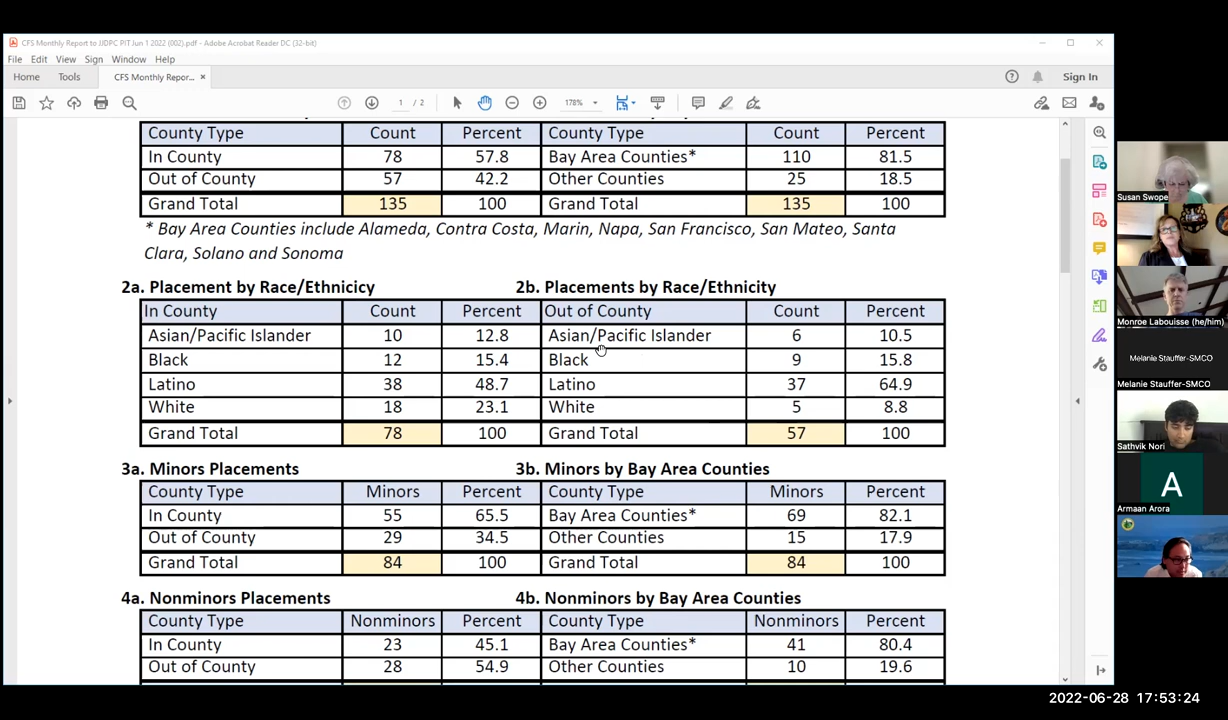 CFS Monthly Report to JJDPC PiT Jun 1 2022 (002).pdf - Adobe Acrobat Reader DC (32-bit)
File Edit View Sign Window Help
Home Tools CFS Monthly Repor... × Sign In
1 / 2 178%
County Type Count Percent County Type Count Percent
In County 78 57.8 Bay Area Counties* 110 81.5
Out of County 57 42.2 Other Counties 25 18.5
Grand Total 135 100 Grand Total 135 100
* Bay Area Counties include Alameda, Contra Costa, Marin, Napa, San Francisco, San Mateo, Santa
Clara, Solano and Sonoma
2a. Placement by Race/Ethnicicy 2b. Placements by Race/Ethnicity
In County Count Percent Out of County Count Percent
Asian/Pacific Islander 10 12.8 Asian/Pacific Islander 6 10.5
Black 12 15.4 Black 9 15.8
Latino 38 48.7 Latino 37 64.9
White 18 23.1 White 5 8.8
Grand Total 78 100 Grand Total 57 100
3a. Minors Placements 3b. Minors by Bay Area Counties
County Type Minors Percent County Type Minors Percent
In County 55 65.5 Bay Area Counties* 69 82.1
Out of County 29 34.5 Other Counties 15 17.9
Grand Total 84 100 Grand Total 84 100
4a. Nonminors Placements 4b. Nonminors by Bay Area Counties
County Type Nonminors Percent County Type Nonminors Percent
In County 23 45.1 Bay Area Counties* 41 80.4
Out of County 28 54.9 Other Counties 10 19.6
Susan Swope
Monroe Labouisse (he/him)
Melanie Stauffer-SMCO
Melanie Stauffer-SMCO
Sathvik Nori
A
Armaan Arora
2022-06-28 17:53:24